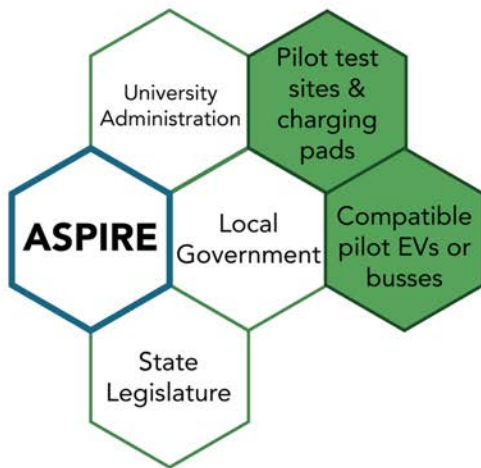 University
Administration
Pilot test
sites &
charging
pads
ASPIRE
Local
Government
Compatible
pilot EVs or
busses
State
Legislature